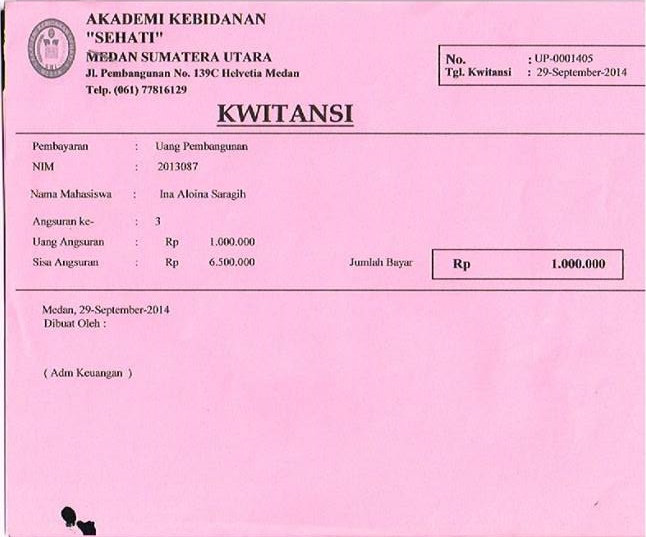 AKADEMI KEBIDANAN
"SEHATI"
MEDAN SUMATERA UTARA
Jl. Pembangunan No. 139C Helvetia Medan
Telp. (061) 77816129
No. : UP-0001405
Tgl. Kwitansi : 29-September-2014
KWITANSI
Pembayaran : Uang Pembangunan
NIM : 2013087
Nama Mahasiswa : Ina Aloina Saragih
Angsuran ke- : 3
Uang Angsuran : Rp 1.000.000
Sisa Angsuran : Rp 6.500.000 Jumlah Bayar Rp 1.000.000
Medan, 29-September-2014
Dibuat Oleh :
( Adm Keuangan )